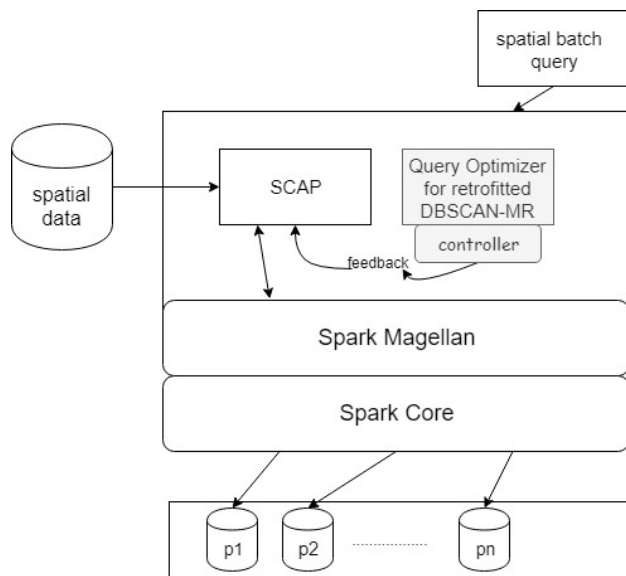 spatial batch
query
spatial
data
SCAP
Query Optimizer
for retrofitted
DBSCAN-MR
controller
feedback
Spark Magellan
Spark Core
p1
p2
pn